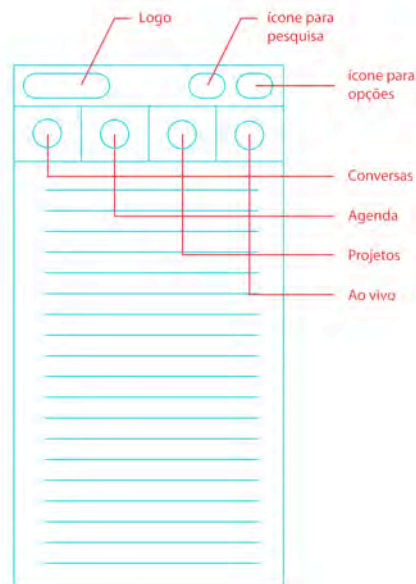 Logo
ícone para
pesquisa
ícone para
opções
Conversas
Agenda
Projetos
Ao vivo